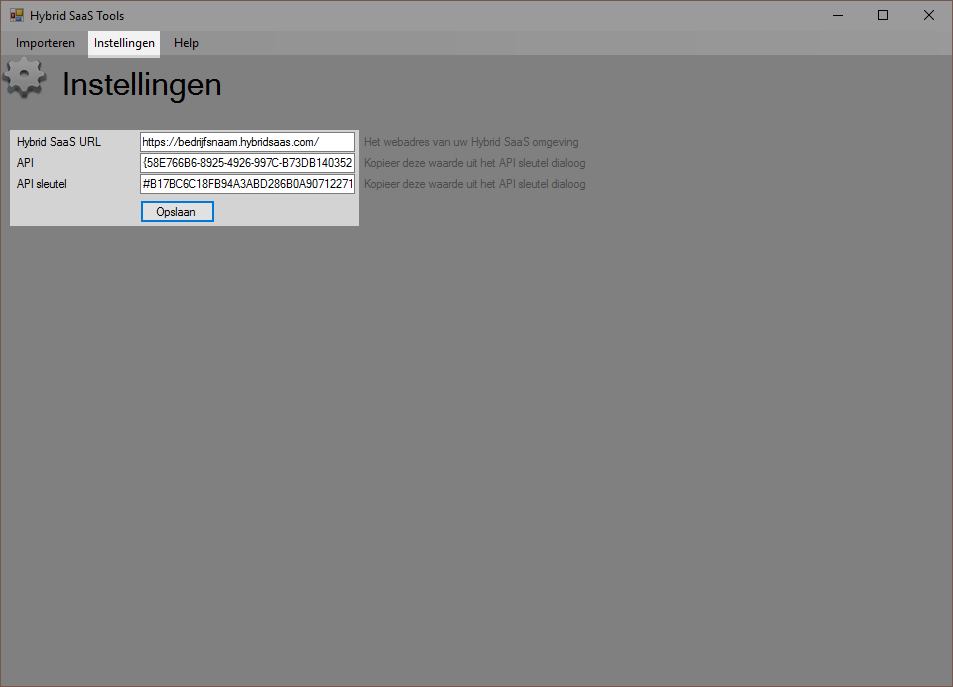 Hybrid SaaS Tools
Importeren Instellingen Help
Instellingen
Hybrid SaaS URL https://bedrijfsnaam.hybridsaas.com/ Het webadres van uw Hybrid SaaS omgeving
API {58E766B6-8925-4926-997C-B73DB140352 Kopieer deze waarde uit het API sleutel dialoog
API sleutel #B17BC6C18FB94A3ABD286B0A90712271 Kopieer deze waarde uit het API sleutel dialoog
Opslaan